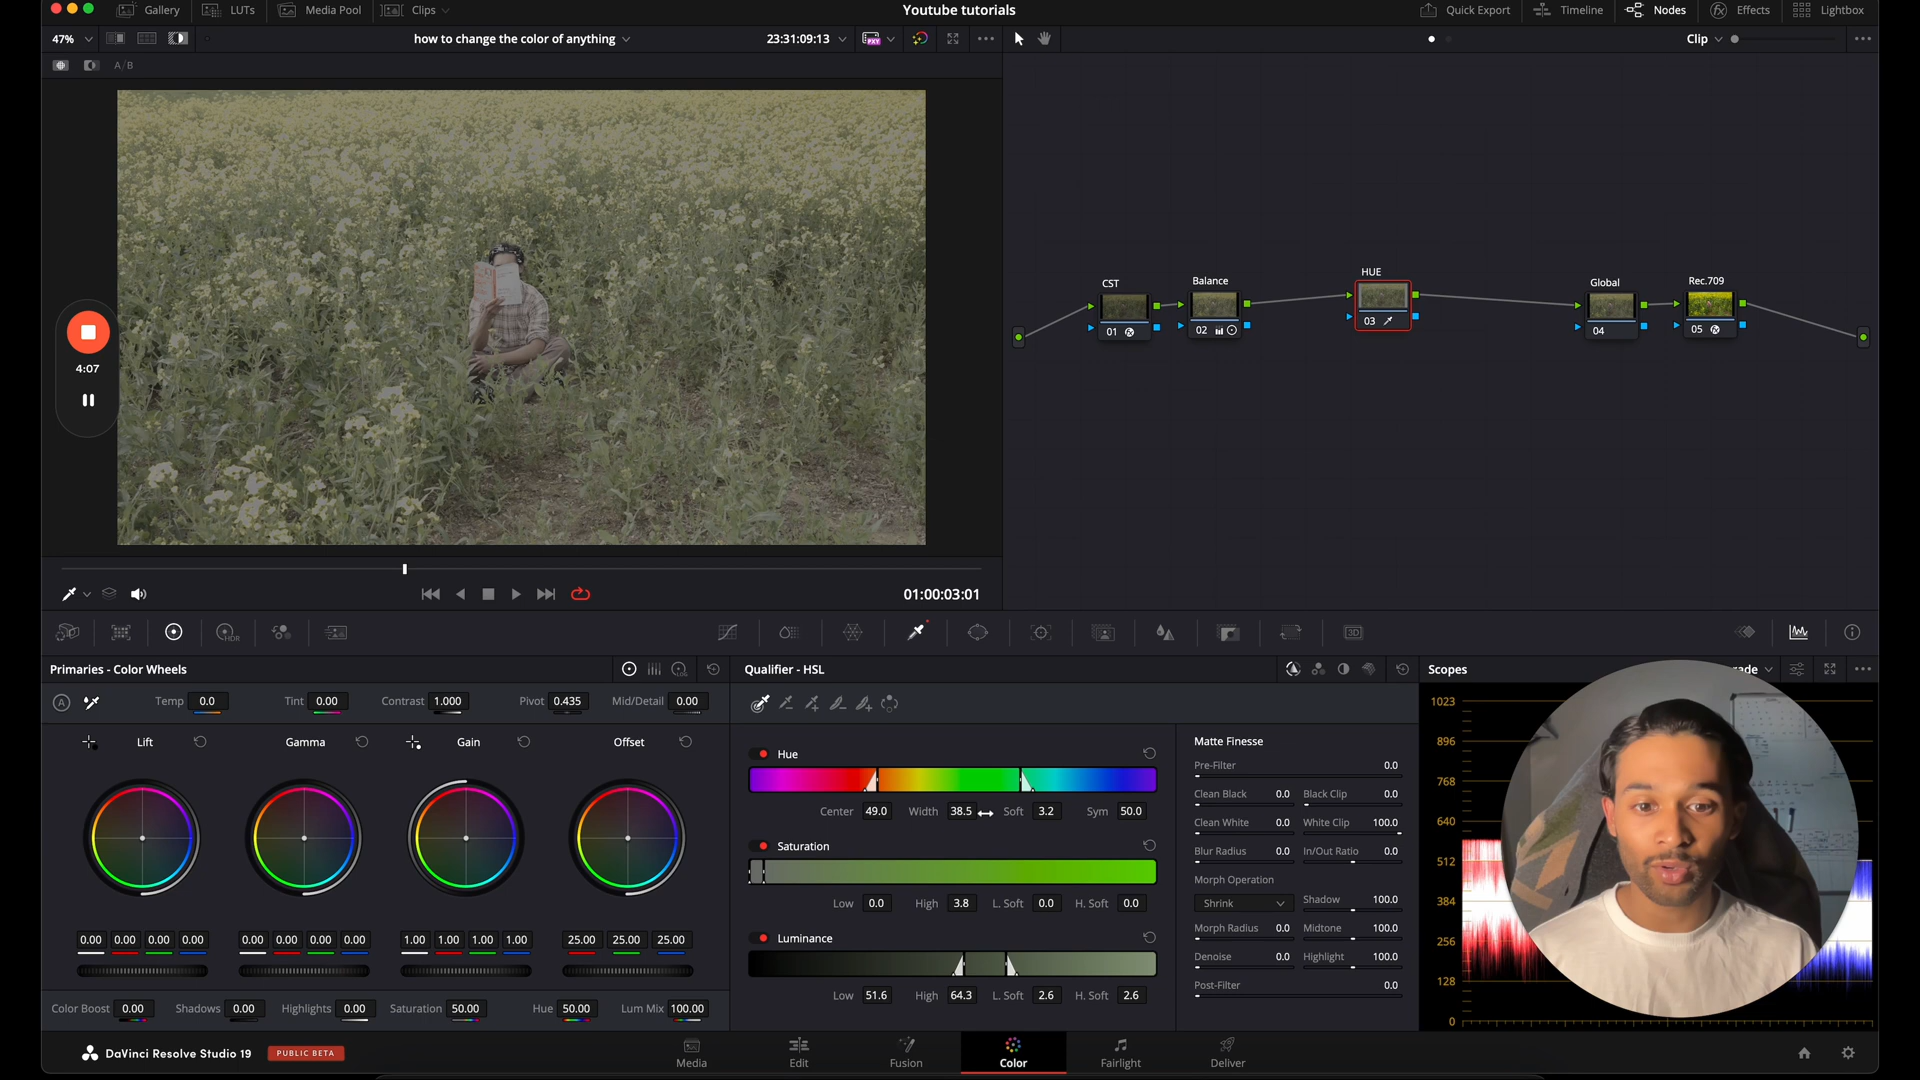 Gallery LUTs Media Pool Clips Youtube tutorials Quick Export Timeline Nodes Effects Lightbox
47% how to change the color of anything 23:31:09:13 Clip
A/B
CST Balance HUE Global Rec.709
01 02 03 04 05
4:07
01:00:03:01
HDR 3D
Primaries - Color Wheels Qualifier - HSL Scopes
A Temp 0.0 Tint 0.00 Contrast 1.000 Pivot 0.435 Mid/Detail 0.00
Lift Gamma Gain Offset
0.00 0.00 0.00 0.00 0.00 0.00 0.00 0.00 1.00 1.00 1.00 1.00 25.00 25.00 25.00
Color Boost 0.00 Shadows 0.00 Highlights 0.00 Saturation 50.00 Hue 50.00 Lum Mix 100.00
Hue
Center 49.0 Width 38.5 Soft 3.2 Sym 50.0
Saturation
Low 0.0 High 3.8 L. Soft 0.0 H. Soft 0.0
Luminance
Low 51.6 High 64.3 L. Soft 2.6 H. Soft 2.6
Matte Finesse
Pre-Filter 0.0
Clean Black 0.0 Black Clip 0.0
Clean White 0.0 White Clip 100.0
Blur Radius 0.0 In/Out Ratio 0.0
Morph Operation
Shrink Shadow 100.0
Morph Radius 0.0 Midtone 100.0
Denoise 0.0 Highlight 100.0
Post-Filter 0.0
1023
896
768
640
512
384
256
128
0
DaVinci Resolve Studio 19 PUBLIC BETA Media Edit Fusion Color Fairlight Deliver